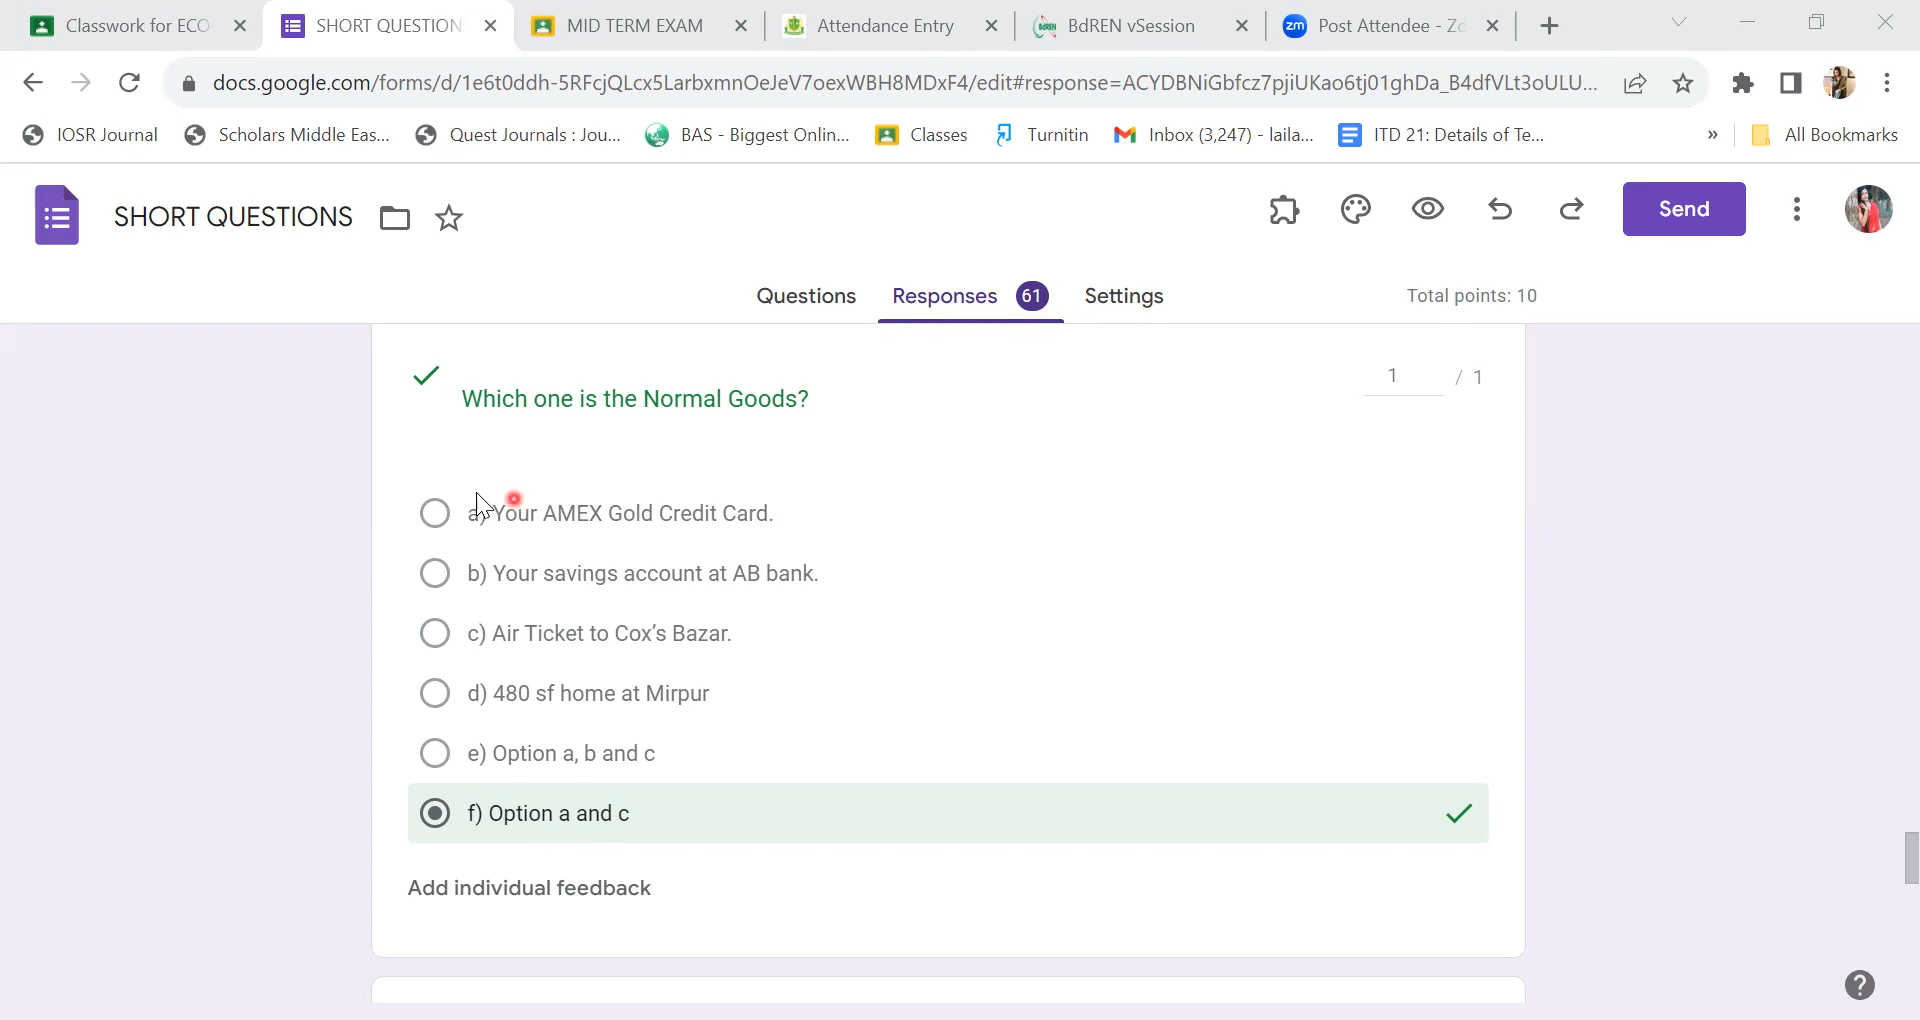 Classwork for ECO
SHORT QUESTION
MID TERM EXAM
Attendance Entry
BdREN vSession
Post Attendee - Zo
docs.google.com/forms/d/1e6t0ddh-5RFcjQLcx5LarbxmnOeJeV7oexWBH8MDxF4/edit#response=ACYDBNiGbfcz7pjiUKao6tj01ghDa_B4dfVLt3oULU...
IOSR Journal
Scholars Middle Eas...
Quest Journals : Jou...
BAS - Biggest Onlin...
Classes
Turnitin
Inbox (3,247) - laila...
ITD 21: Details of Te...
»
All Bookmarks
SHORT QUESTIONS
Send
Questions
Responses 61
Settings
Total points: 10
Which one is the Normal Goods?
1 / 1
a) Your AMEX Gold Credit Card.
b) Your savings account at AB bank.
c) Air Ticket to Cox’s Bazar.
d) 480 sf home at Mirpur
e) Option a, b and c
f) Option a and c
Add individual feedback